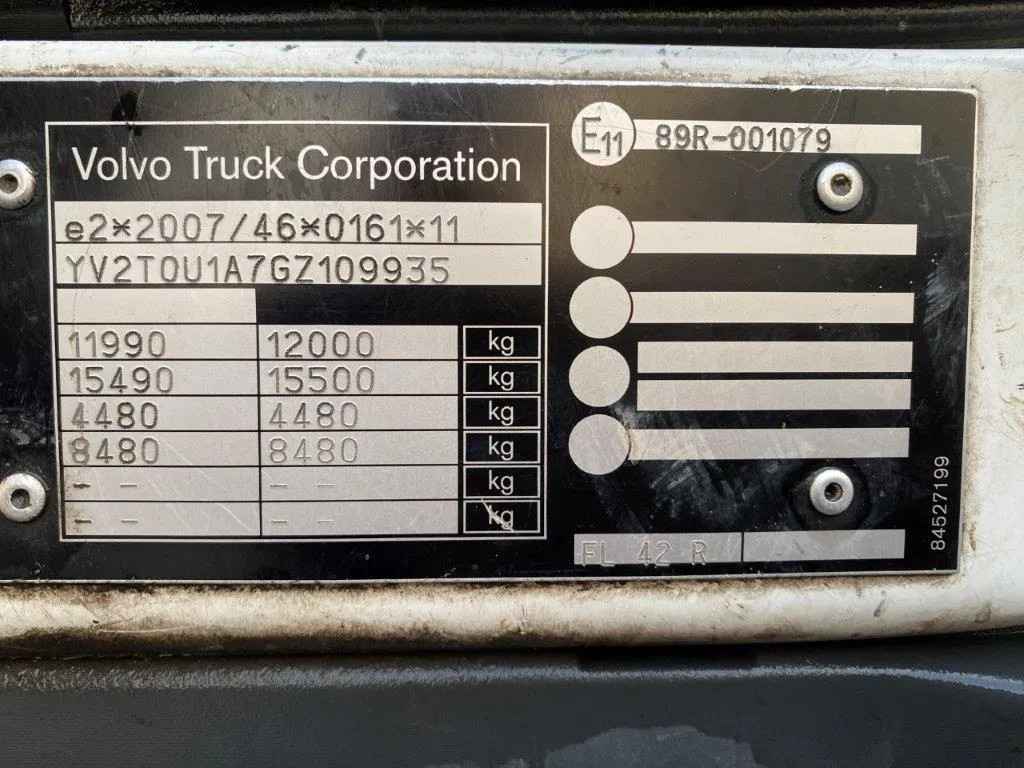 Volvo Truck Corporation
e2*2007/46*0161*11
YV2T0U1A7GZ109935
11990 12000 kg
15490 15500 kg
4480 4480 kg
8480 8480 kg
- - - - kg
- - - - kg
E11 89R-001079
FL 42 R
84527199